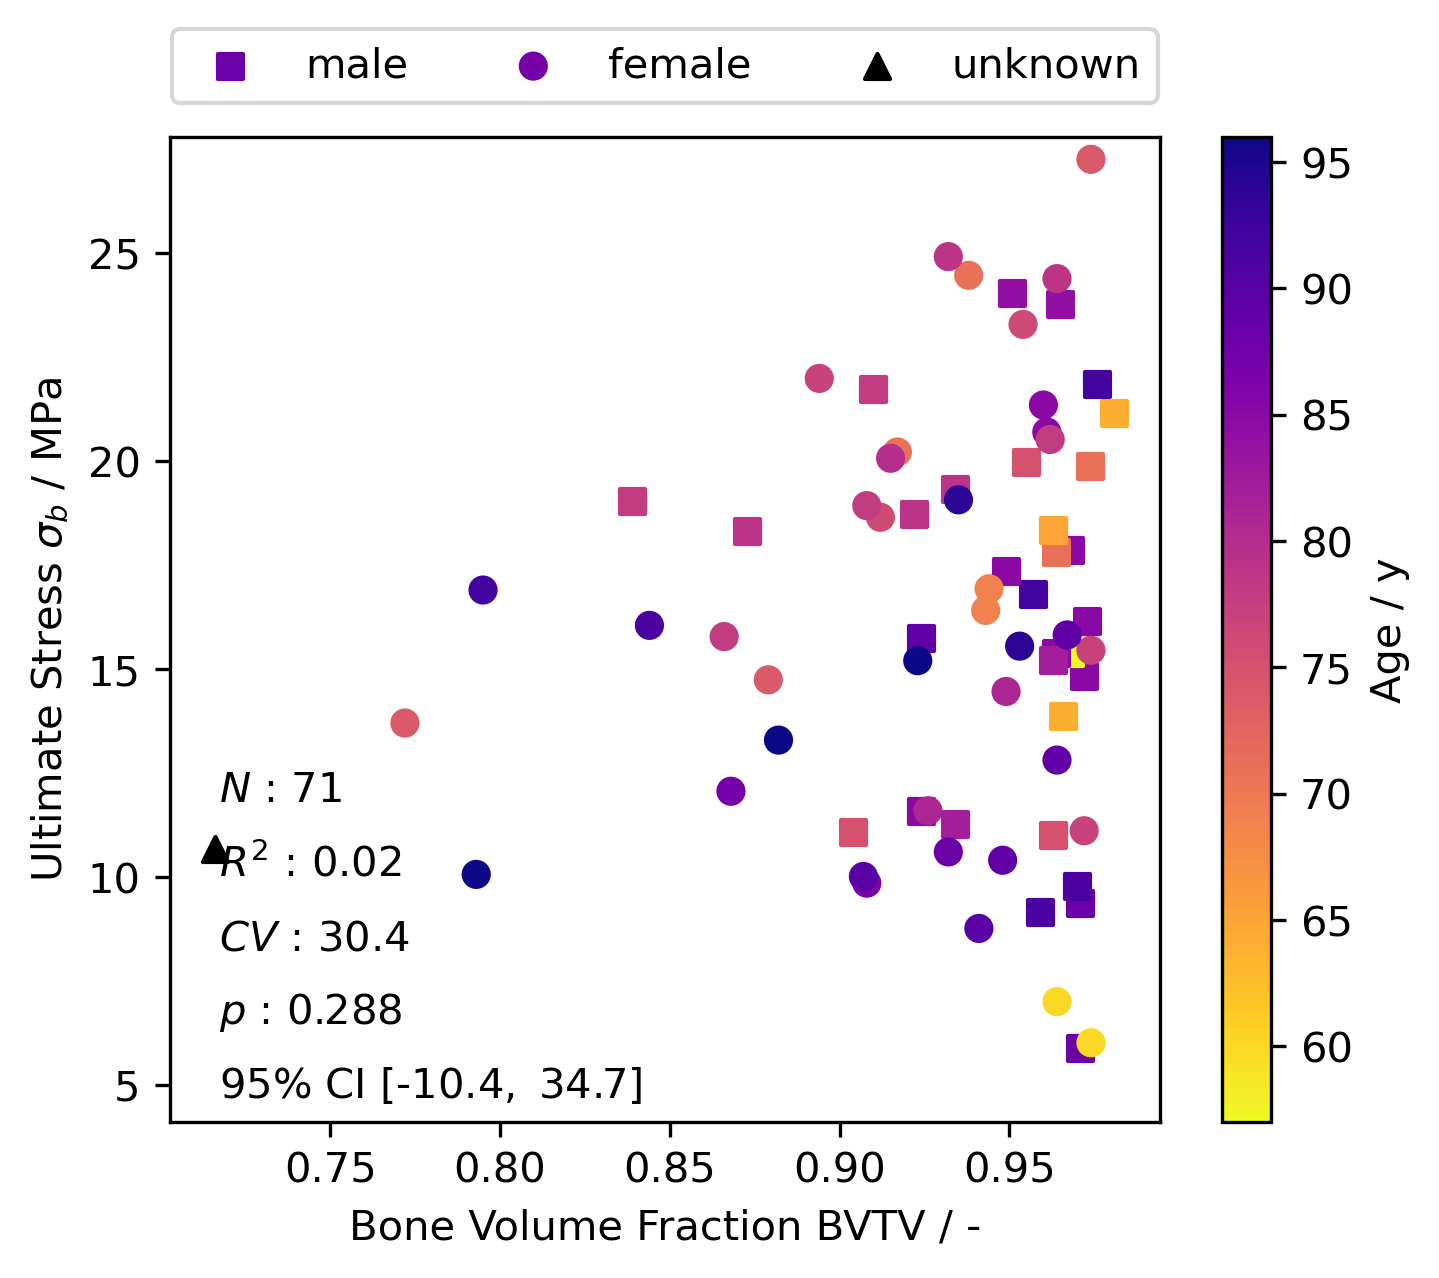 male female unknown
25
20
15
10
5
Ultimate Stress σ_b / MPa
N : 71
R² : 0.02
CV : 30.4
p : 0.288
95% CI [-10.4, 34.7]
0.75 0.80 0.85 0.90 0.95
Bone Volume Fraction BVTV / -
95
90
85
80
75
70
65
60
Age / y